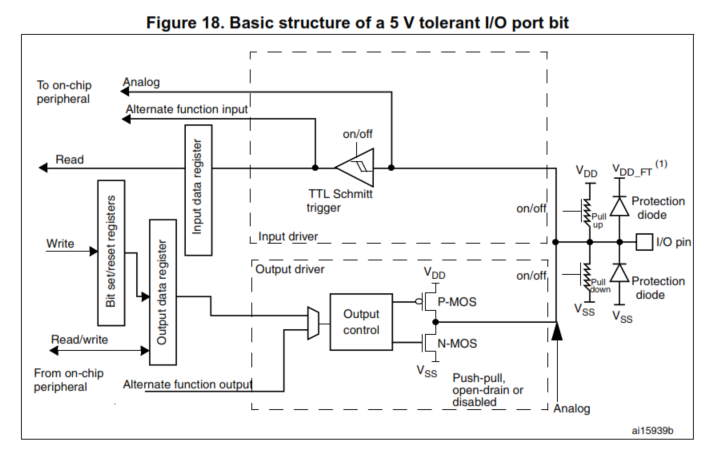 Figure 18. Basic structure of a 5 V tolerant I/O port bit
To on-chip
peripheral
Analog
Alternate function input
on/off
Read
Input data register
TTL Schmitt
trigger
Input driver
VDD
VDD_FT (1)
on/off
Pull
up
Protection
diode
I/O pin
Write
Bit set/reset registers
Output data register
Read/write
From on-chip
peripheral
Alternate function output
Output driver
VDD
P-MOS
Output
control
N-MOS
VSS
Push-pull,
open-drain or
disabled
on/off
Pull
down
Protection
diode
VSS
VSS
Analog
ai15939b